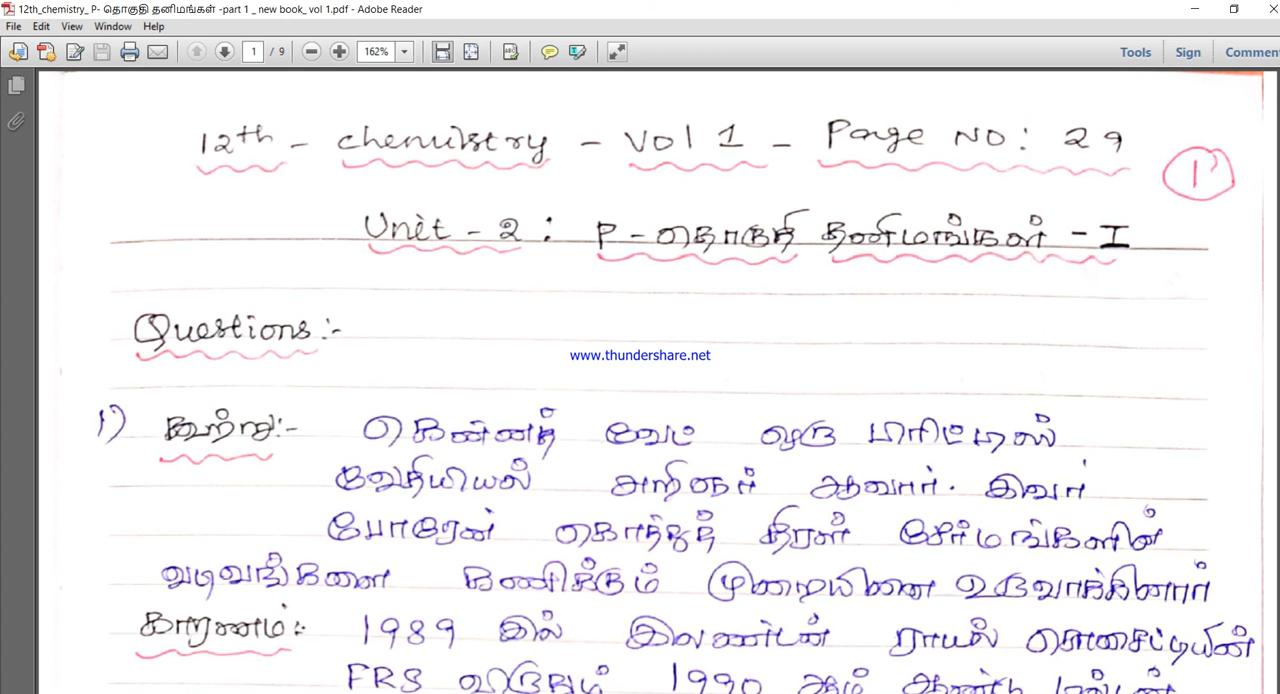 12th_chemistry_ P- தொகுதி தனிமங்கள் -part 1 _ new book_ vol 1.pdf - Adobe Reader
File Edit View Window Help
1 / 9 162% Tools Sign Comment
12th - chemistry - Vol 1 - Page NO: 29
1
Unit - 2 : P - தொகுதி தனிமங்கள் - I
Questions :-
www.thundershare.net
1) கூற்று:- கென்னத் வேட் ஒரு பிரிட்டிஸ்
வேதியியல் அறிஞர் ஆவார். இவர்
போரேன் கொத்துத் திரள் சேர்மங்களின்
வடிவங்களை கணிக்கும் முறையினை உருவாக்கினார்
காரணம்:- 1989 இல் இலண்டன் ராயல் சொசைட்டியின்
FRS விருதும் 1990 ஆம் ஆண்டு